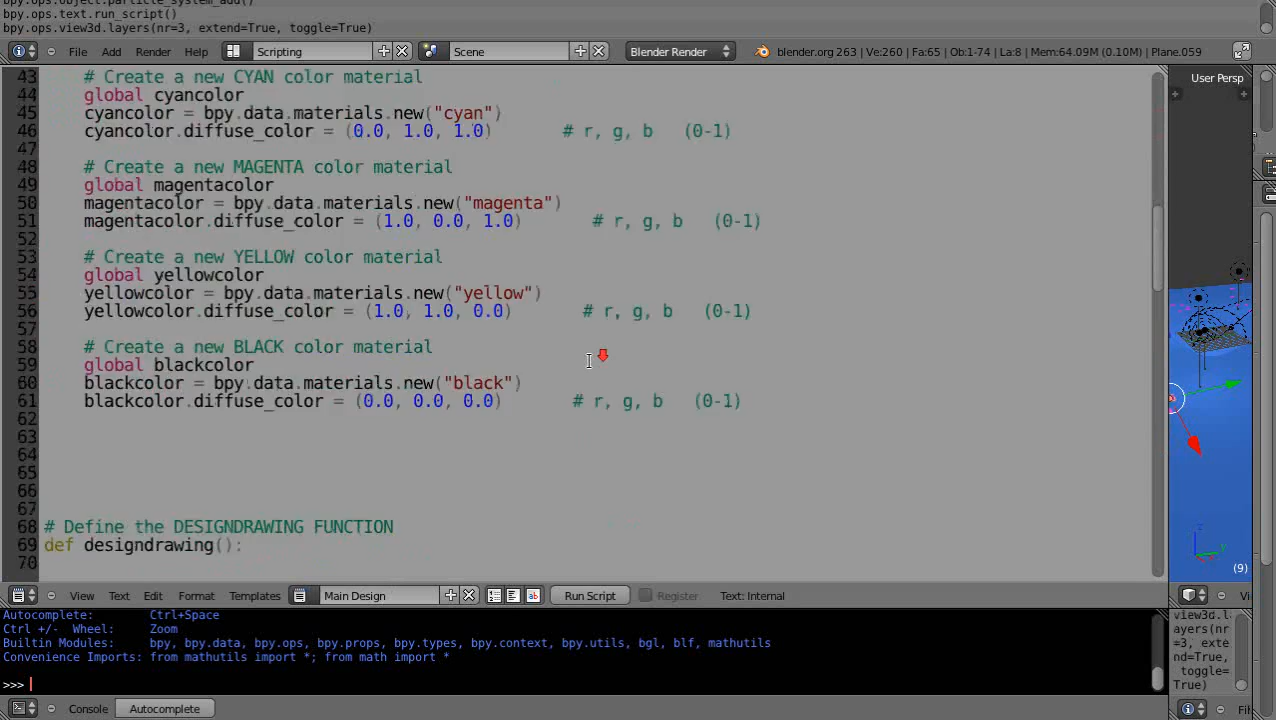 bpy.ops.object.particle_system_add()
bpy.ops.text.run_script()
bpy.ops.view3d.layers(nr=3, extend=True, toggle=True)
File Add Render Help Scripting Scene Blender Render blender.org 263 | Ve:260 | Fa:65 | Ob:1-74 | La:8 | Mem:64.09M (0.10M) | Plane.059
User Persp
43 # Create a new CYAN color material
44 global cyancolor
45 cyancolor = bpy.data.materials.new("cyan")
46 cyancolor.diffuse_color = (0.0, 1.0, 1.0) # r, g, b (0-1)
47
48 # Create a new MAGENTA color material
49 global magentacolor
50 magentacolor = bpy.data.materials.new("magenta")
51 magentacolor.diffuse_color = (1.0, 0.0, 1.0) # r, g, b (0-1)
52
53 # Create a new YELLOW color material
54 global yellowcolor
55 yellowcolor = bpy.data.materials.new("yellow")
56 yellowcolor.diffuse_color = (1.0, 1.0, 0.0) # r, g, b (0-1)
57
58 # Create a new BLACK color material
59 global blackcolor
60 blackcolor = bpy.data.materials.new("black")
61 blackcolor.diffuse_color = (0.0, 0.0, 0.0) # r, g, b (0-1)
62
63
64
65
66
67
68 # Define the DESIGNDRAWING FUNCTION
69 def designdrawing():
70
(9)
View Text Edit Format Templates Main Design Run Script Register Text: Internal
Autocomplete: Ctrl+Space
Ctrl +/- Wheel: Zoom
Builtin Modules: bpy, bpy.data, bpy.ops, bpy.props, bpy.types, bpy.context, bpy.utils, bgl, blf, mathutils
Convenience Imports: from mathutils import *; from math import *
>>>
Console Autocomplete
view3d.l
ayers(nr
=3, exte
nd=True,
toggle=
True)